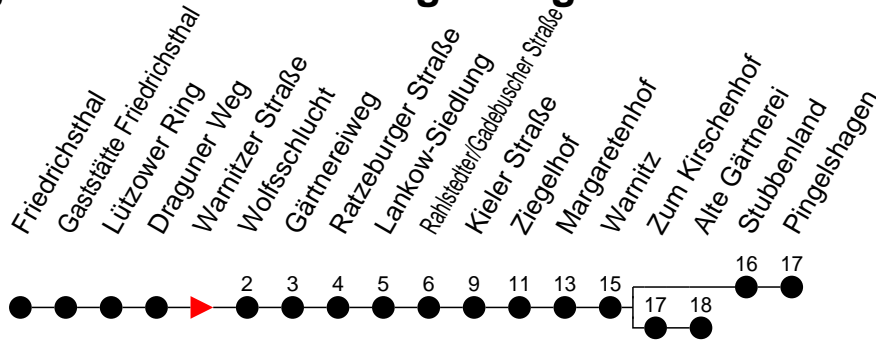 Friedrichsthal
Gaststätte Friedrichsthal
Lützower Ring
Draguner Weg
Warnitzer Straße
Wolfsschlucht
Gärtnereiweg
Ratzeburger Straße
Lankow-Siedlung
Rahlstedter/Gadebuscher Straße
Kieler Straße
Ziegelhof
Margaretenhof
Warnitz
Zum Kirschenhof
Alte Gärtnerei
Stubbenland
Pingelshagen
2 3 4 5 6 9 11 13 15
16 17
17 18